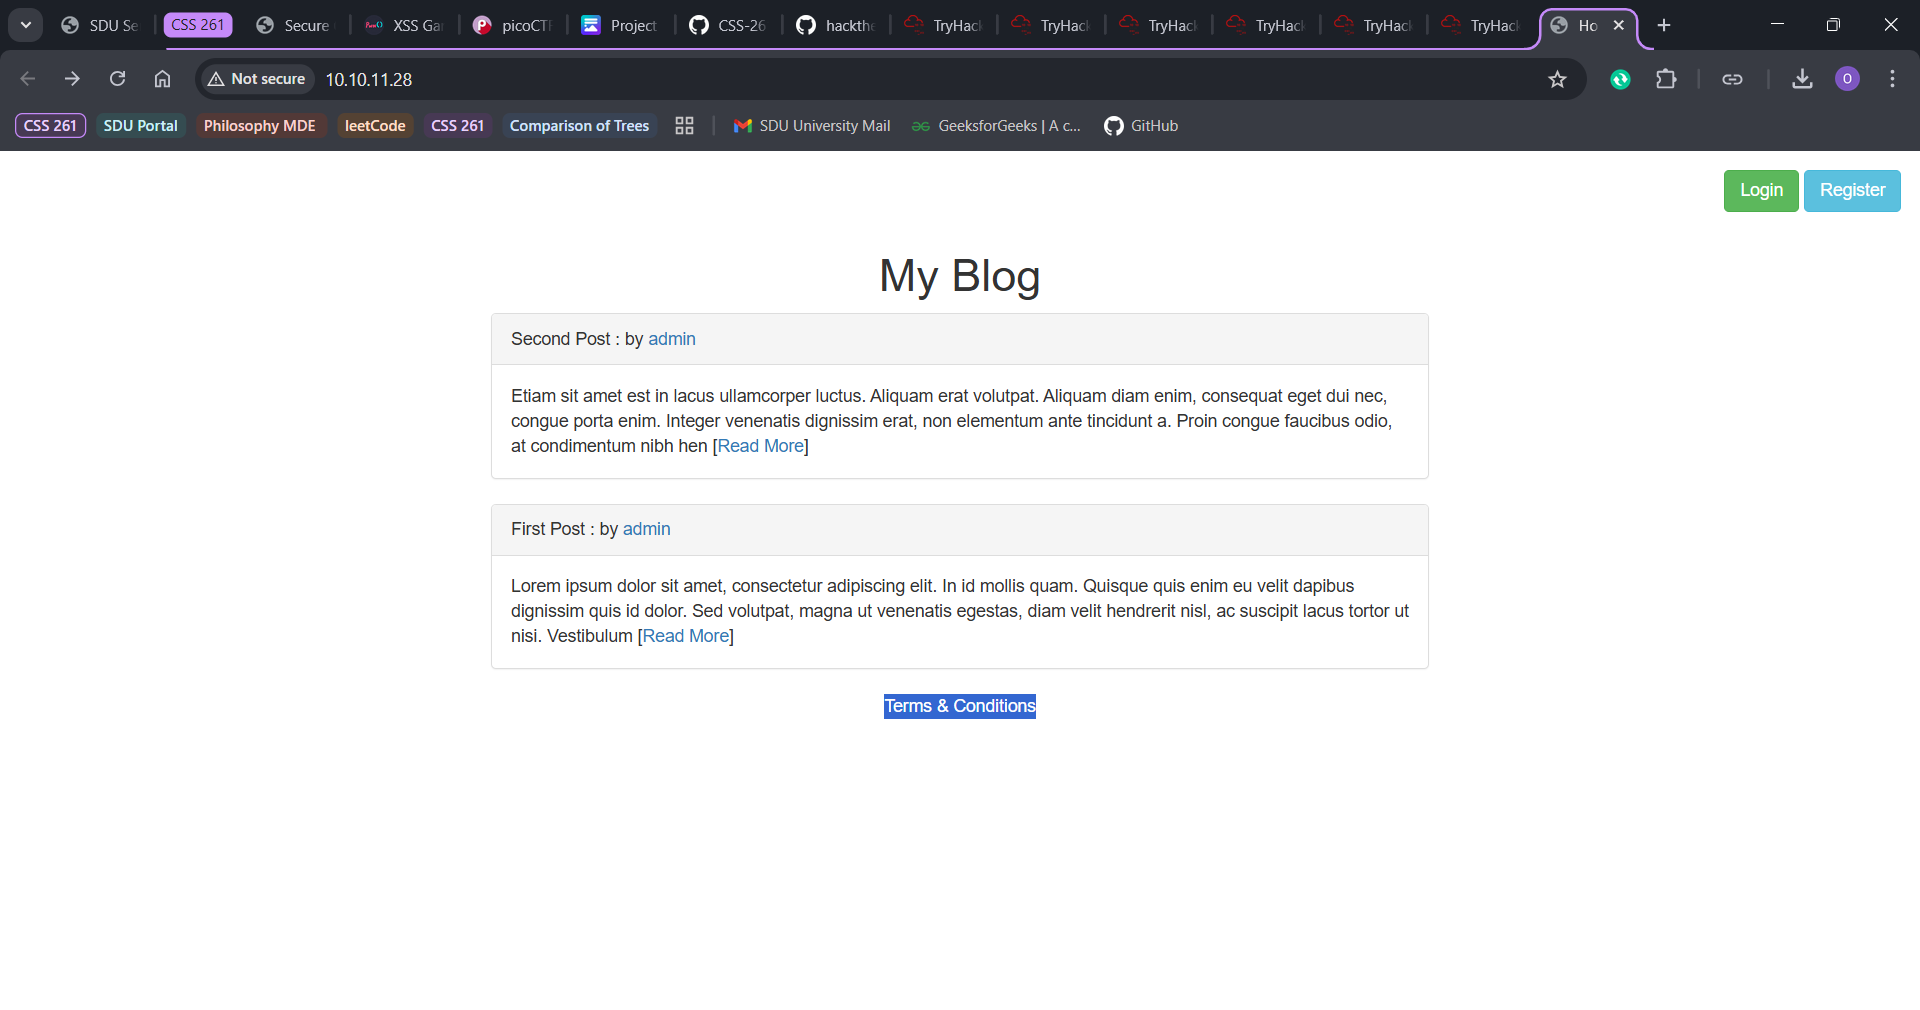 SDU Se
CSS 261
Secure
XSS Ga
picoCTF
Project
CSS-26
hackthe
TryHack
TryHack
TryHack
TryHack
TryHack
TryHack
Ho
Not secure
10.10.11.28
O
CSS 261
SDU Portal
Philosophy MDE
leetCode
CSS 261
Comparison of Trees
SDU University Mail
GeeksforGeeks | A c...
GitHub
Login
Register
My Blog
Second Post : by admin
Etiam sit amet est in lacus ullamcorper luctus. Aliquam erat volutpat. Aliquam diam enim, consequat eget dui nec,
congue porta enim. Integer venenatis dignissim erat, non elementum ante tincidunt a. Proin congue faucibus odio,
at condimentum nibh hen [Read More]
First Post : by admin
Lorem ipsum dolor sit amet, consectetur adipiscing elit. In id mollis quam. Quisque quis enim eu velit dapibus
dignissim quis id dolor. Sed volutpat, magna ut venenatis egestas, diam velit hendrerit nisl, ac suscipit lacus tortor ut
nisi. Vestibulum [Read More]
Terms & Conditions